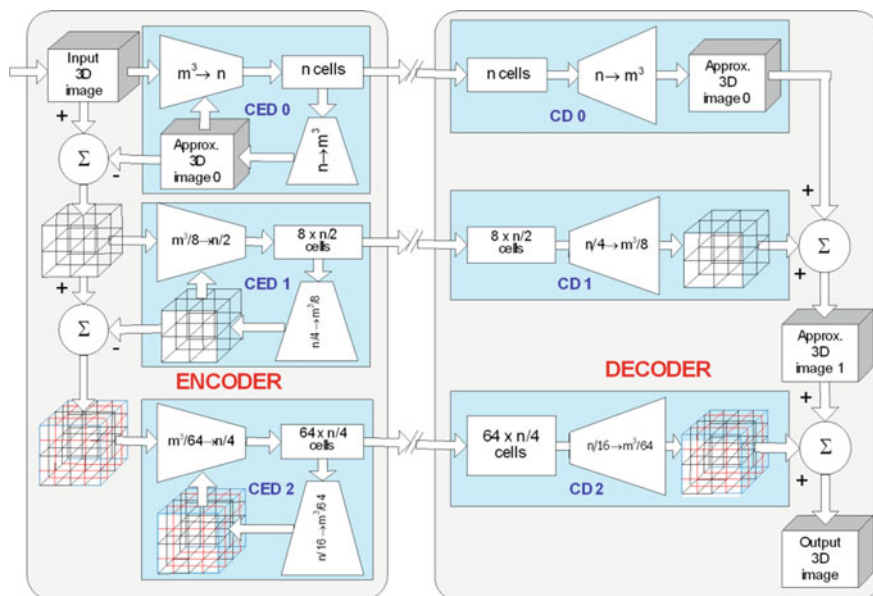 Input
3D
image
m³→ n
n cells
CED 0
+
Approx.
3D
image 0
n→m³
Σ
-
m³/8→n/2
8 x n/2
cells
CED 1
+
n/4→m³/8
Σ
-
ENCODER
m³/64→n/4
64 x n/4
cells
CED 2
n/16→m³/64
n cells
n→ m³
Approx.
3D
image 0
CD 0
+
8 x n/2
cells
n/4→m³/8
Σ
+
CD 1
Approx.
3D
image 1
DECODER
+
64 x n/4
cells
n/16→m³/64
Σ
+
CD 2
Output
3D
image